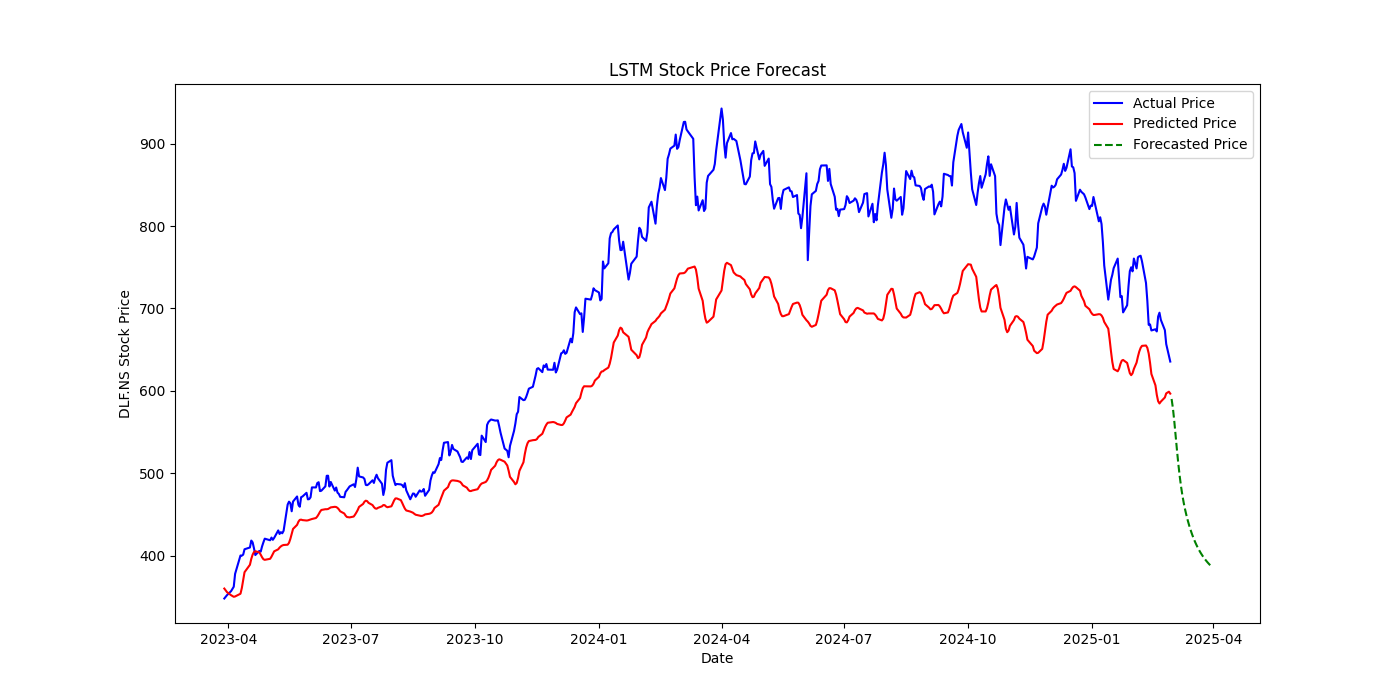 LSTM Stock Price Forecast
Actual Price
Predicted Price
Forecasted Price
DLF.NS Stock Price
900
800
700
600
500
400
2023-04 2023-07 2023-10 2024-01 2024-04 2024-07 2024-10 2025-01 2025-04
Date